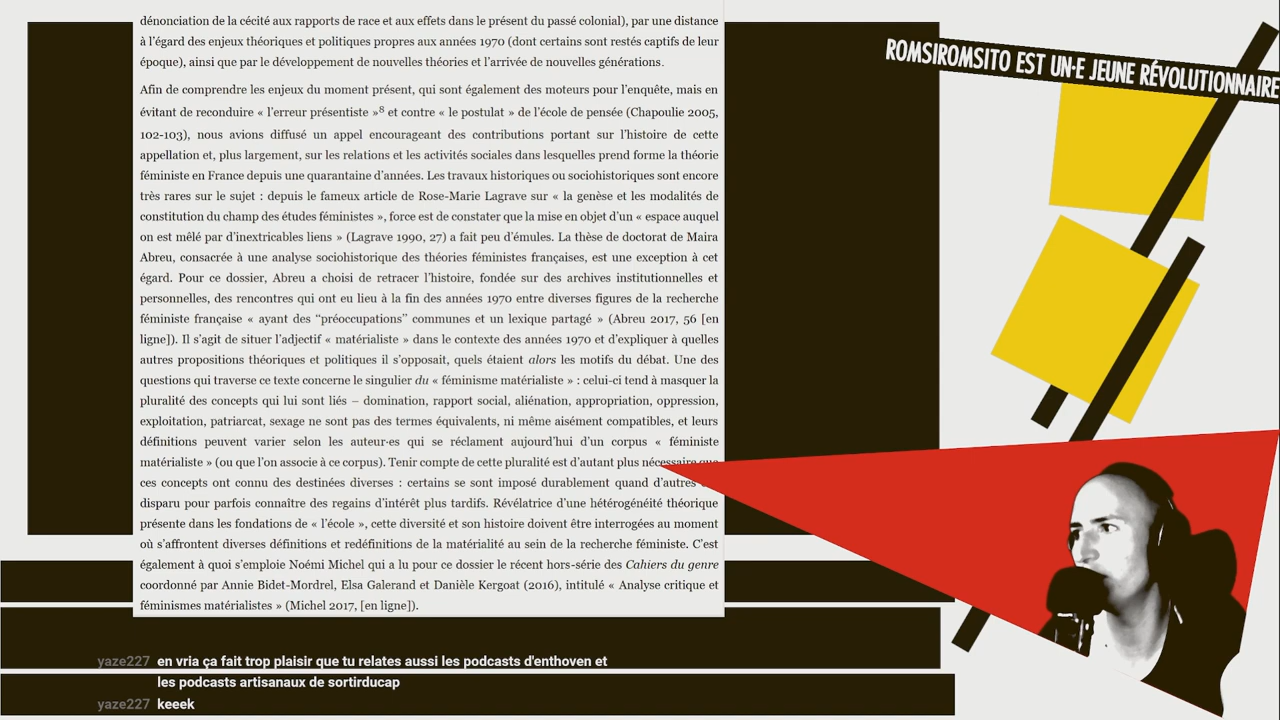 dénonciation de la cécité aux rapports de race et aux effets dans le présent du passé colonial), par une distance
à l'égard des enjeux théoriques et politiques propres aux années 1970 (dont certains sont restés captifs de leur
époque), ainsi que par le développement de nouvelles théories et l'arrivée de nouvelles générations.
Afin de comprendre les enjeux du moment présent, qui sont également des moteurs pour l'enquête, mais en
évitant de reconduire « l'erreur présentiste »8 et contre « le postulat » de l'école de pensée (Chapoulie 2005,
102-103), nous avions diffusé un appel encourageant des contributions portant sur l'histoire de cette
appellation et, plus largement, sur les relations et les activités sociales dans lesquelles prend forme la théorie
féministe en France depuis une quarantaine d'années. Les travaux historiques ou sociohistoriques sont encore
très rares sur le sujet : depuis le fameux article de Rose-Marie Lagrave sur « la genèse et les modalités de
constitution du champ des études féministes », force est de constater que la mise en objet d'un « espace auquel
on est mêlé par d'inextricables liens » (Lagrave 1990, 27) a fait peu d'émules. La thèse de doctorat de Maira
Abreu, consacrée à une analyse sociohistorique des théories féministes françaises, est une exception à cet
égard. Pour ce dossier, Abreu a choisi de retracer l'histoire, fondée sur des archives institutionnelles et
personnelles, des rencontres qui ont eu lieu à la fin des années 1970 entre diverses figures de la recherche
féministe française « ayant des “préoccupations” communes et un lexique partagé » (Abreu 2017, 56 [en
ligne]). Il s'agit de situer l'adjectif « matérialiste » dans le contexte des années 1970 et d'expliquer à quelles
autres propositions théoriques et politiques il s'opposait, quels étaient alors les motifs du débat. Une des
questions qui traverse ce texte concerne le singulier du « féminisme matérialiste » : celui-ci tend à masquer la
pluralité des concepts qui lui sont liés – domination, rapport social, aliénation, appropriation, oppression,
exploitation, patriarcat, sexage ne sont pas des termes équivalents, ni même aisément compatibles, et leurs
définitions peuvent varier selon les auteur·es qui se réclament aujourd'hui d'un corpus « féministe
matérialiste » (ou que l'on associe à ce corpus). Tenir compte de cette pluralité est d'autant plus nécessaire que
ces concepts ont connu des destinées diverses : certains se sont imposé durablement quand d'autres
disparu pour parfois connaître des regains d'intérêt plus tardifs. Révélatrice d'une hétérogénéité théorique
présente dans les fondations de « l'école », cette diversité et son histoire doivent être interrogées au moment
où s'affrontent diverses définitions et redéfinitions de la matérialité au sein de la recherche féministe. C'est
également à quoi s'emploie Noémi Michel qui a lu pour ce dossier le récent hors-série des Cahiers du genre
coordonné par Annie Bidet-Mordrel, Elsa Galerand et Danièle Kergoat (2016), intitulé « Analyse critique et
féminismes matérialistes » (Michel 2017, [en ligne]).
ROMSIROMSITO EST UN·E JEUNE RÉVOLUTIONNAIRE
yaze227 en vria ça fait trop plaisir que tu relates aussi les podcasts d'enthoven et
les podcasts artisanaux de sortirducap
yaze227 keeek